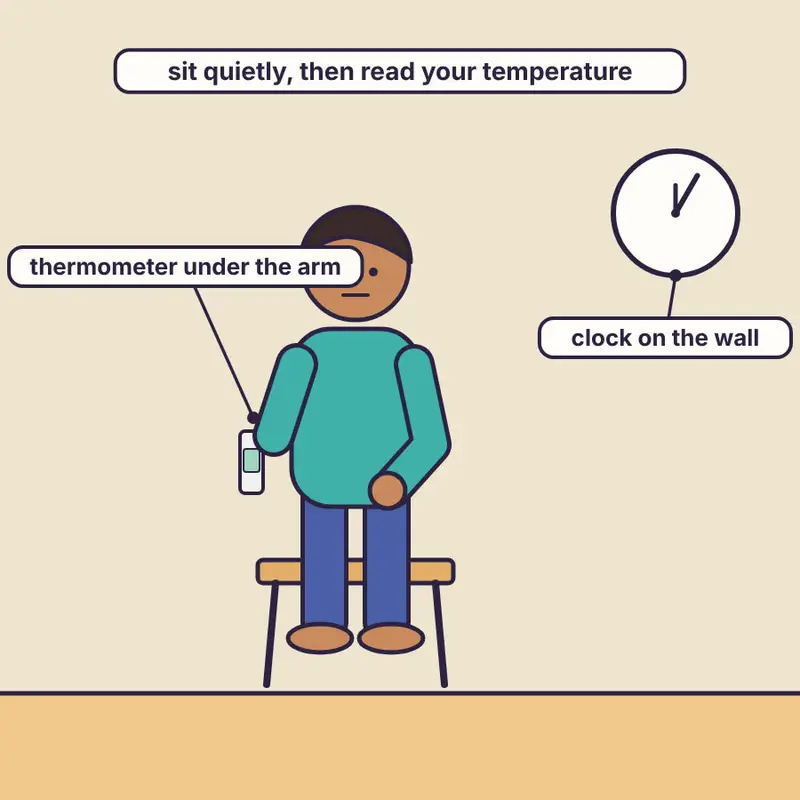 sit quietly, then read your temperature
thermometer under the arm
clock on the wall